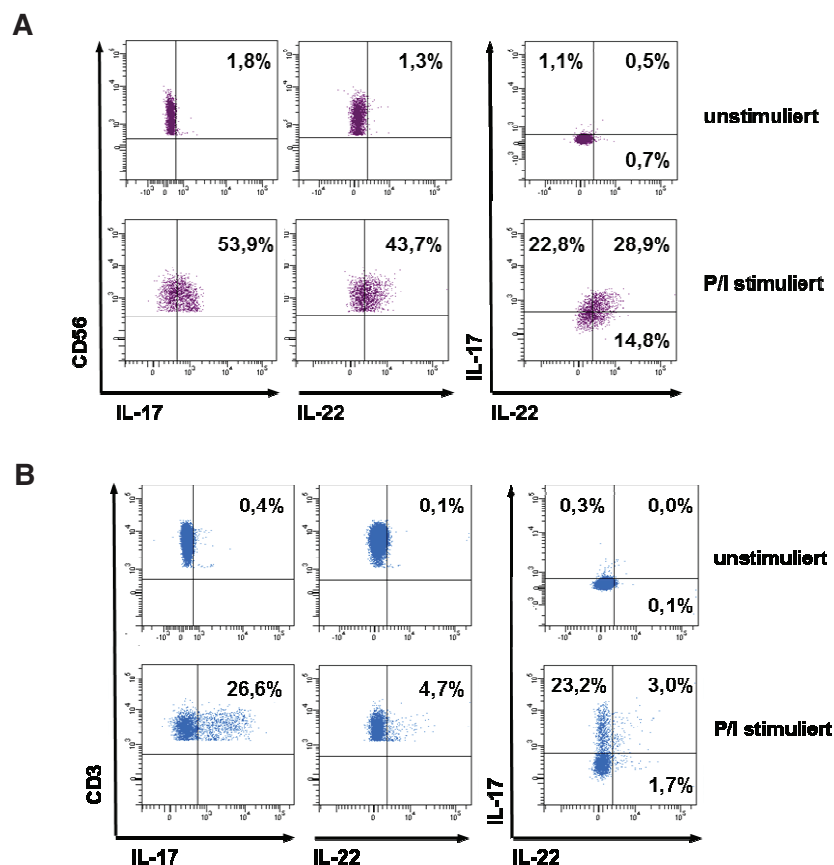 A
1,8%
1,3%
1,1% 0,5%
0,7%
unstimuliert
53,9%
43,7%
22,8% 28,9%
14,8%
P/I stimuliert
CD56
IL-17
IL-17
IL-22
IL-22
B
0,4%
0,1%
0,3% 0,0%
0,1%
unstimuliert
26,6%
4,7%
23,2% 3,0%
1,7%
P/I stimuliert
CD3
IL-17
IL-17
IL-22
IL-22